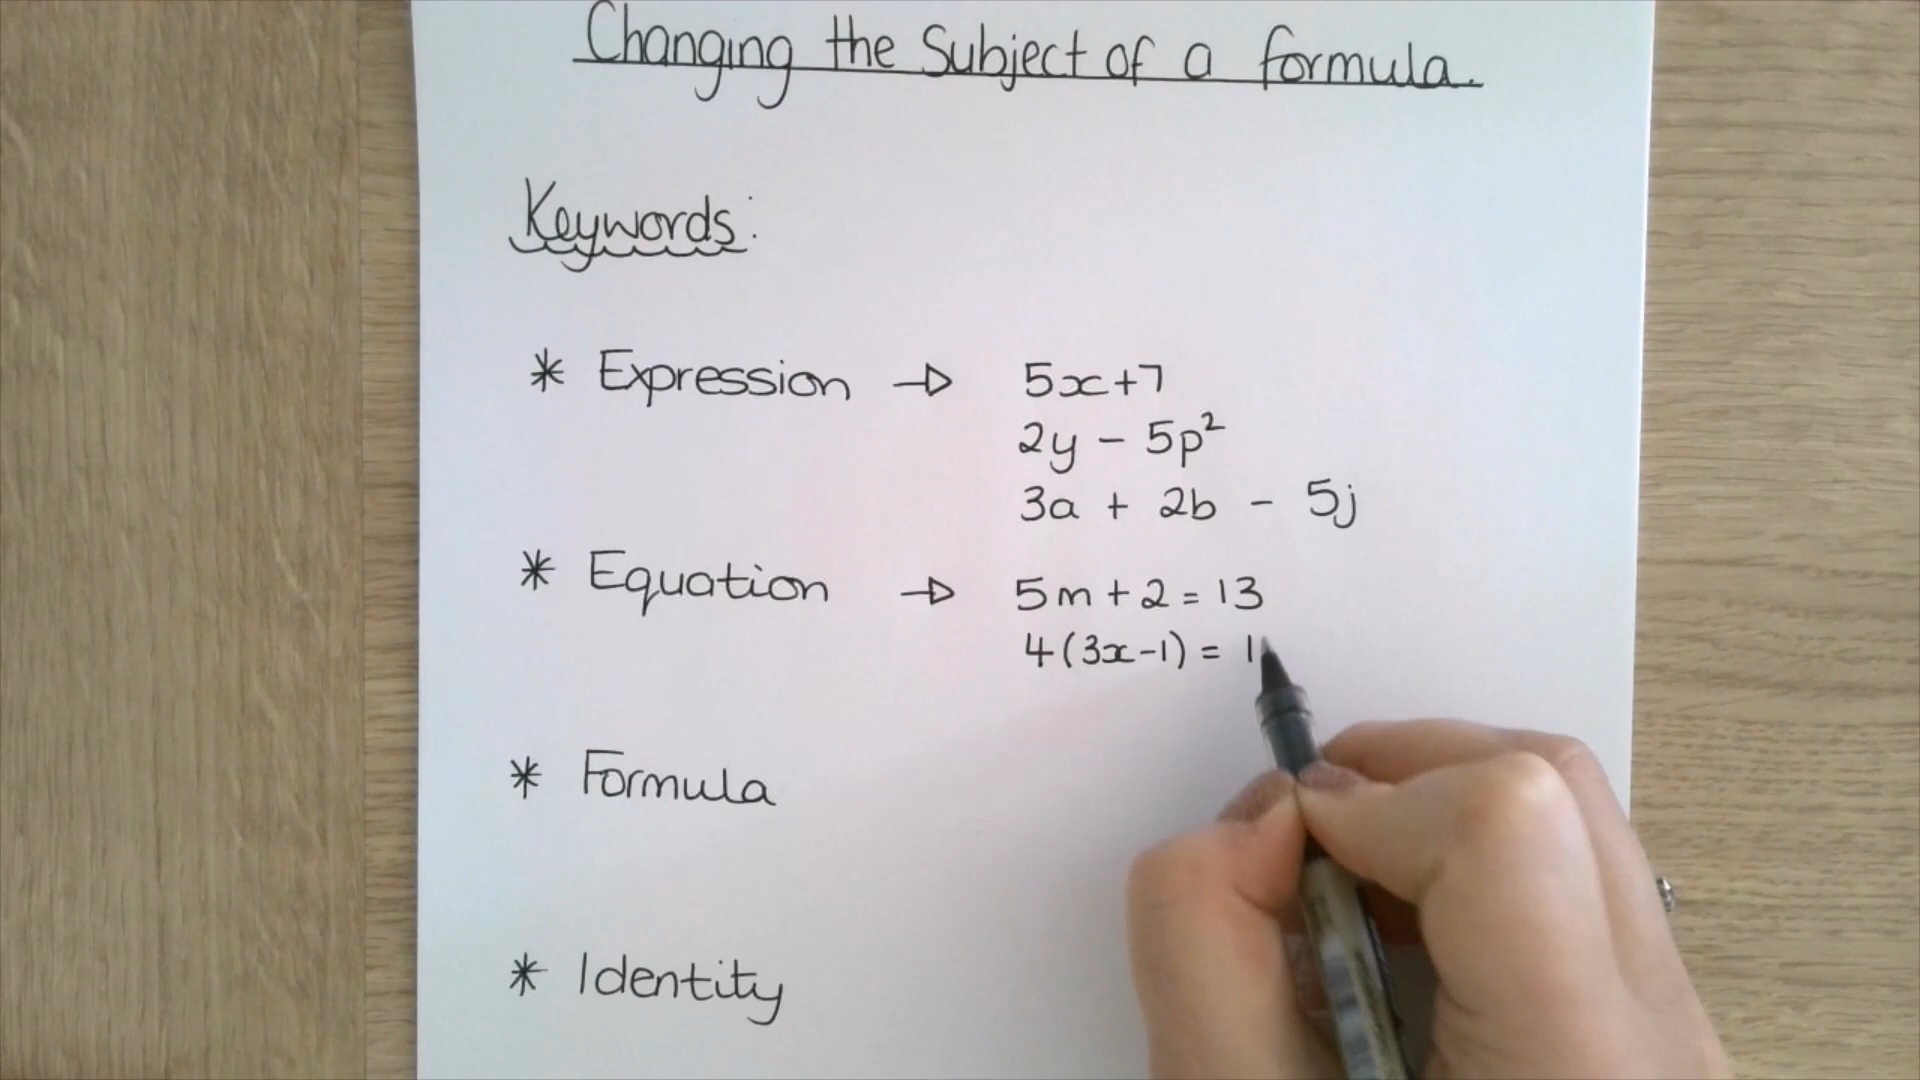 Changing the Subject of a formula.
Keywords:
* Expression → 5x+7
2y - 5p²
3a + 2b - 5j
* Equation → 5m + 2 = 13
4(3x-1) = 1
* Formula
* Identity